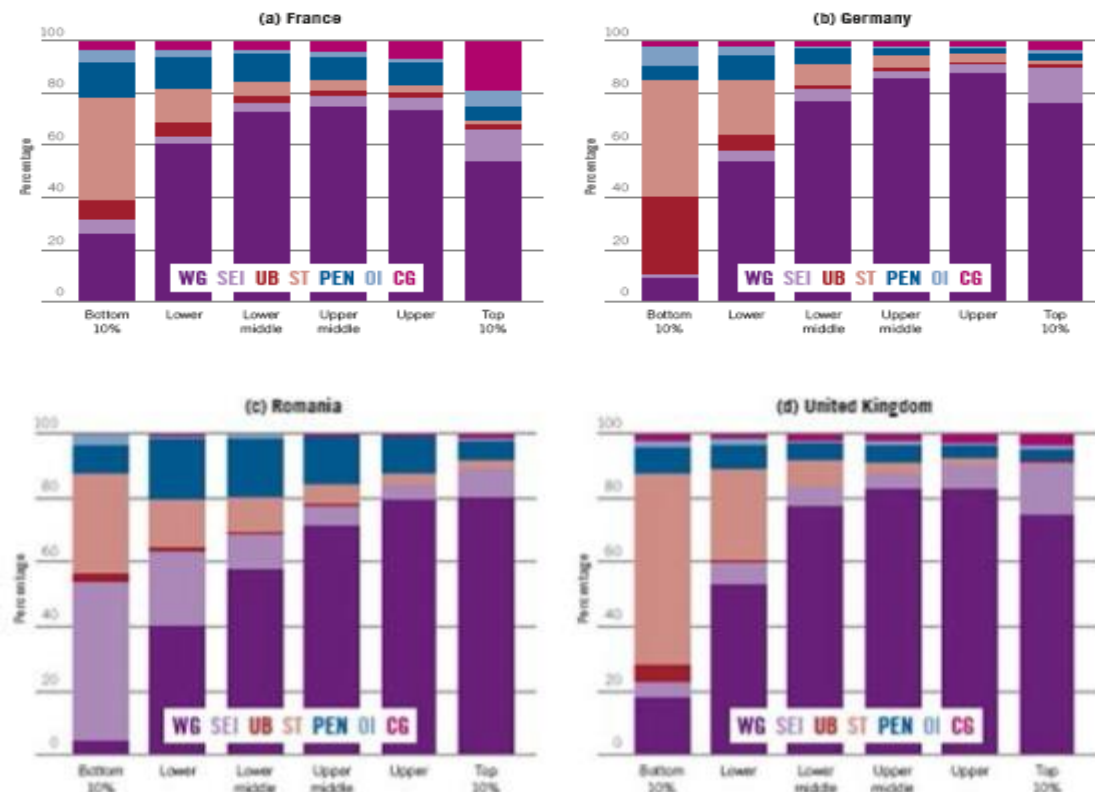 (a) France
100
80
60
40
20
0
Percentage
WG SEI UB ST PEN OI CG
Bottom 10%
Lower
Lower middle
Upper middle
Upper
Top 10%
(b) Germany
100
80
60
40
20
0
Percentage
WG SEI UB ST PEN OI CG
Bottom 10%
Lower
Lower middle
Upper middle
Upper
Top 10%
(c) Romania
100
80
60
40
20
0
Percentage
WG SEI UB ST PEN OI CG
Bottom 10%
Lower
Lower middle
Upper middle
Upper
Top 10%
(d) United Kingdom
100
80
60
40
20
0
Percentage
WG SEI UB ST PEN OI CG
Bottom 10%
Lower
Lower middle
Upper middle
Upper
Top 10%